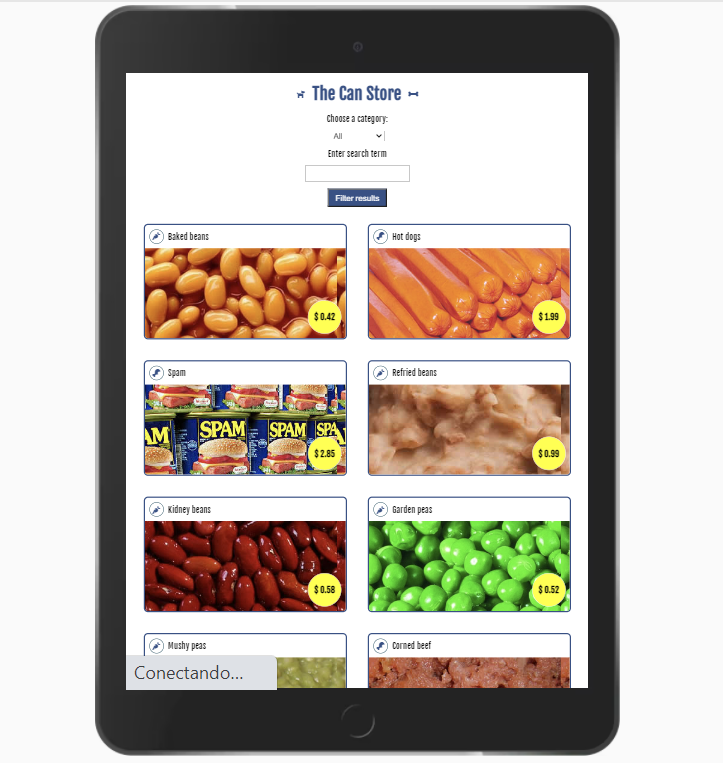 The Can Store
Choose a category:
All
Enter search term
Filter results
Baked beans
$ 0.42
Hot dogs
$ 1.99
Spam
AM SPAM SPAM SPA
$ 2.85
Refried beans
$ 0.99
Kidney beans
$ 0.58
Garden peas
$ 0.52
Mushy peas
Corned beef
Conectando...